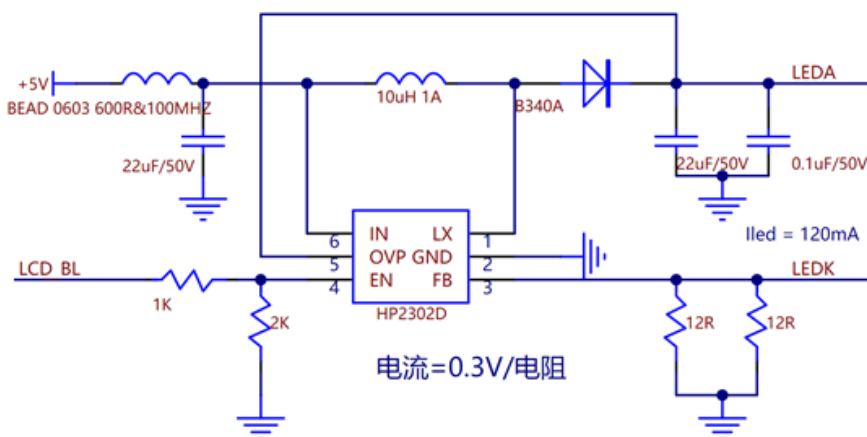 +5V
BEAD 0603 600R&100MHZ
10uH 1A
B340A
LEDA
22uF/50V
22uF/50V
0.1uF/50V
IN
LX
6
1
OVP
GND
5
2
Iled = 120mA
LCD_BL
EN
FB
4
3
LEDK
1K
2K
HP2302D
12R
12R
电流=0.3V/电阻